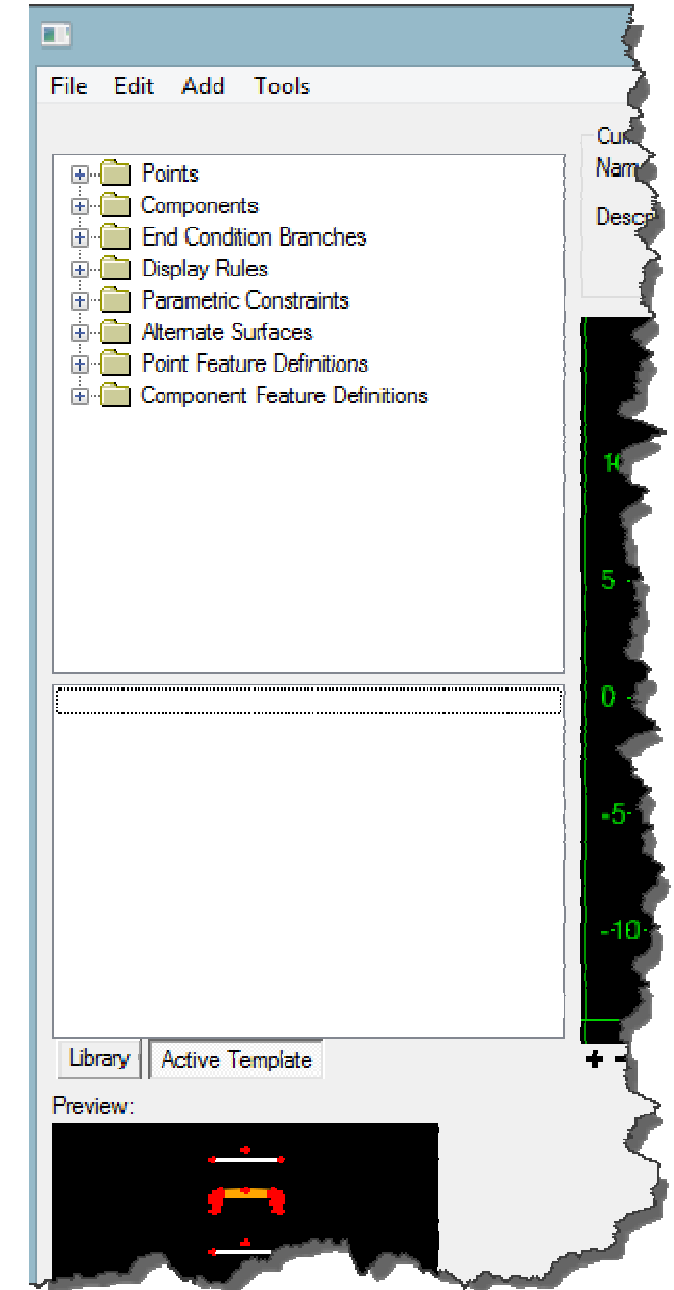 File Edit Add Tools
Points
Components
End Condition Branches
Display Rules
Parametric Constraints
Alternate Surfaces
Point Feature Definitions
Component Feature Definitions
5
0
-5
-10
Library
Active Template
Preview: